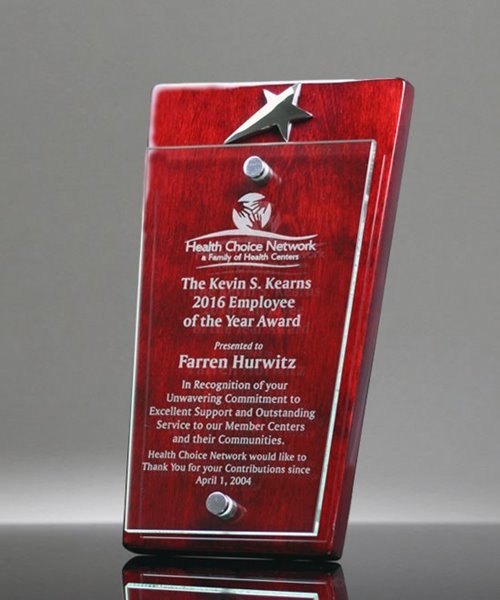 Health Choice Network
a Family of Health Centers
The Kevin S. Kearns
2016 Employee
of the Year Award
Presented to
Farren Hurwitz
In Recognition of your
Unwavering Commitment to
Excellent Support and Outstanding
Service to our Member Centers
and their Communities.
Health Choice Network would like to
Thank You for your Contributions since
April 1, 2004